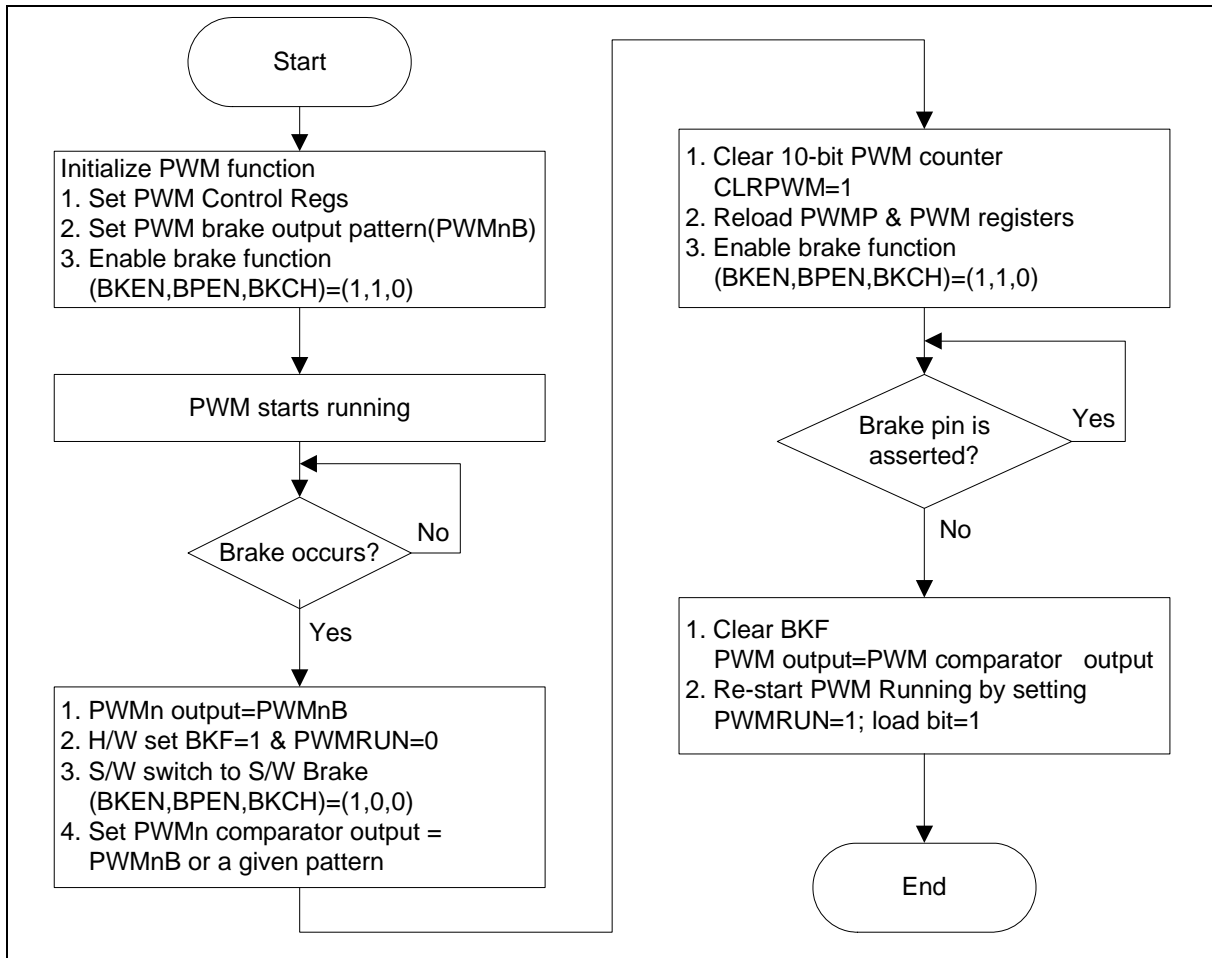 Start
Initialize PWM function
1. Set PWM Control Regs
2. Set PWM brake output pattern(PWMnB)
3. Enable brake function
(BKEN,BPEN,BKCH)=(1,1,0)
PWM starts running
Brake occurs?
No
Yes
1. PWMn output=PWMnB
2. H/W set BKF=1 & PWMRUN=0
3. S/W switch to S/W Brake
(BKEN,BPEN,BKCH)=(1,0,0)
4. Set PWMn comparator output =
PWMnB or a given pattern
1. Clear 10-bit PWM counter
CLRPWM=1
2. Reload PWMP & PWM registers
3. Enable brake function
(BKEN,BPEN,BKCH)=(1,1,0)
Brake pin is
asserted?
Yes
No
1. Clear BKF
PWM output=PWM comparator output
2. Re-start PWM Running by setting
PWMRUN=1; load bit=1
End